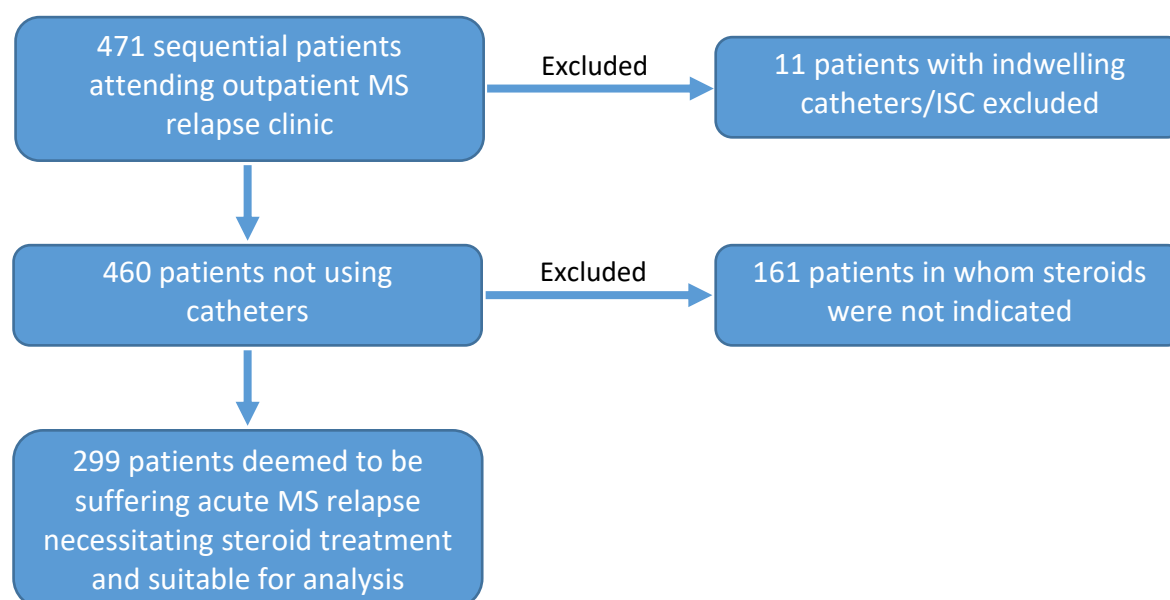 471 sequential patients
attending outpatient MS
relapse clinic
Excluded
11 patients with indwelling
catheters/ISC excluded
460 patients not using
catheters
Excluded
161 patients in whom steroids
were not indicated
299 patients deemed to be
suffering acute MS relapse
necessitating steroid treatment
and suitable for analysis